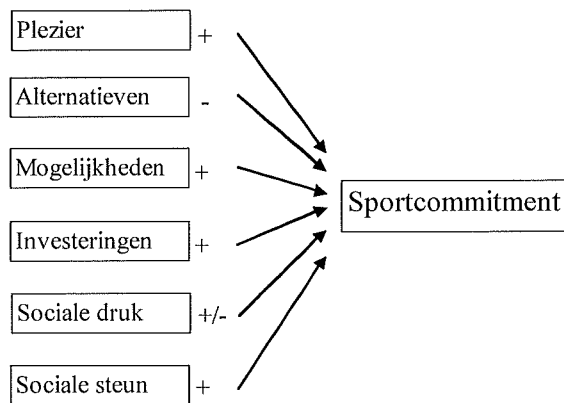 Plezier +
Alternatieven -
Mogelijkheden +
Sportcommitment
Investeringen +
Sociale druk +/-
Sociale steun +